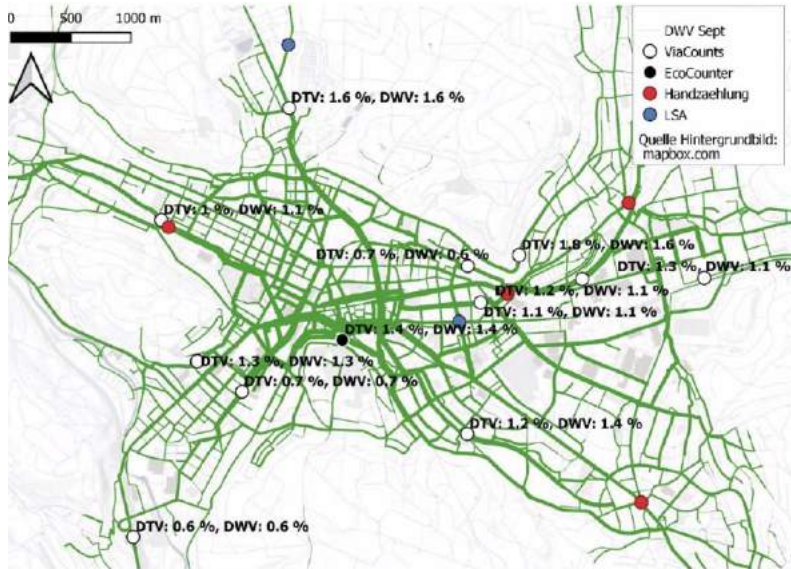 0 500 1000 m
DWV Sept
ViaCounts
EcoCounter
Handzaehlung
LSA
Quelle Hintergrundbild:
mapbox.com
DTV: 1.6 %, DWV: 1.6 %
DTV: 1 %, DWV: 1.1 %
DTV: 0.7 %, DWV: 0.6 %
DTV: 1.8 %, DWV: 1.6 %
DTV: 1.3 %, DWV: 1.1 %
DTV: 1.2 %, DWV: 1.1 %
DTV: 1.1 %, DWV: 1.1 %
DTV: 1.4 %, DWV: 1.4 %
DTV: 1.3 %, DWV: 1.3 %
DTV: 0.7 %, DWV: 0.7 %
DTV: 1.2 %, DWV: 1.4 %
DTV: 0.6 %, DWV: 0.6 %